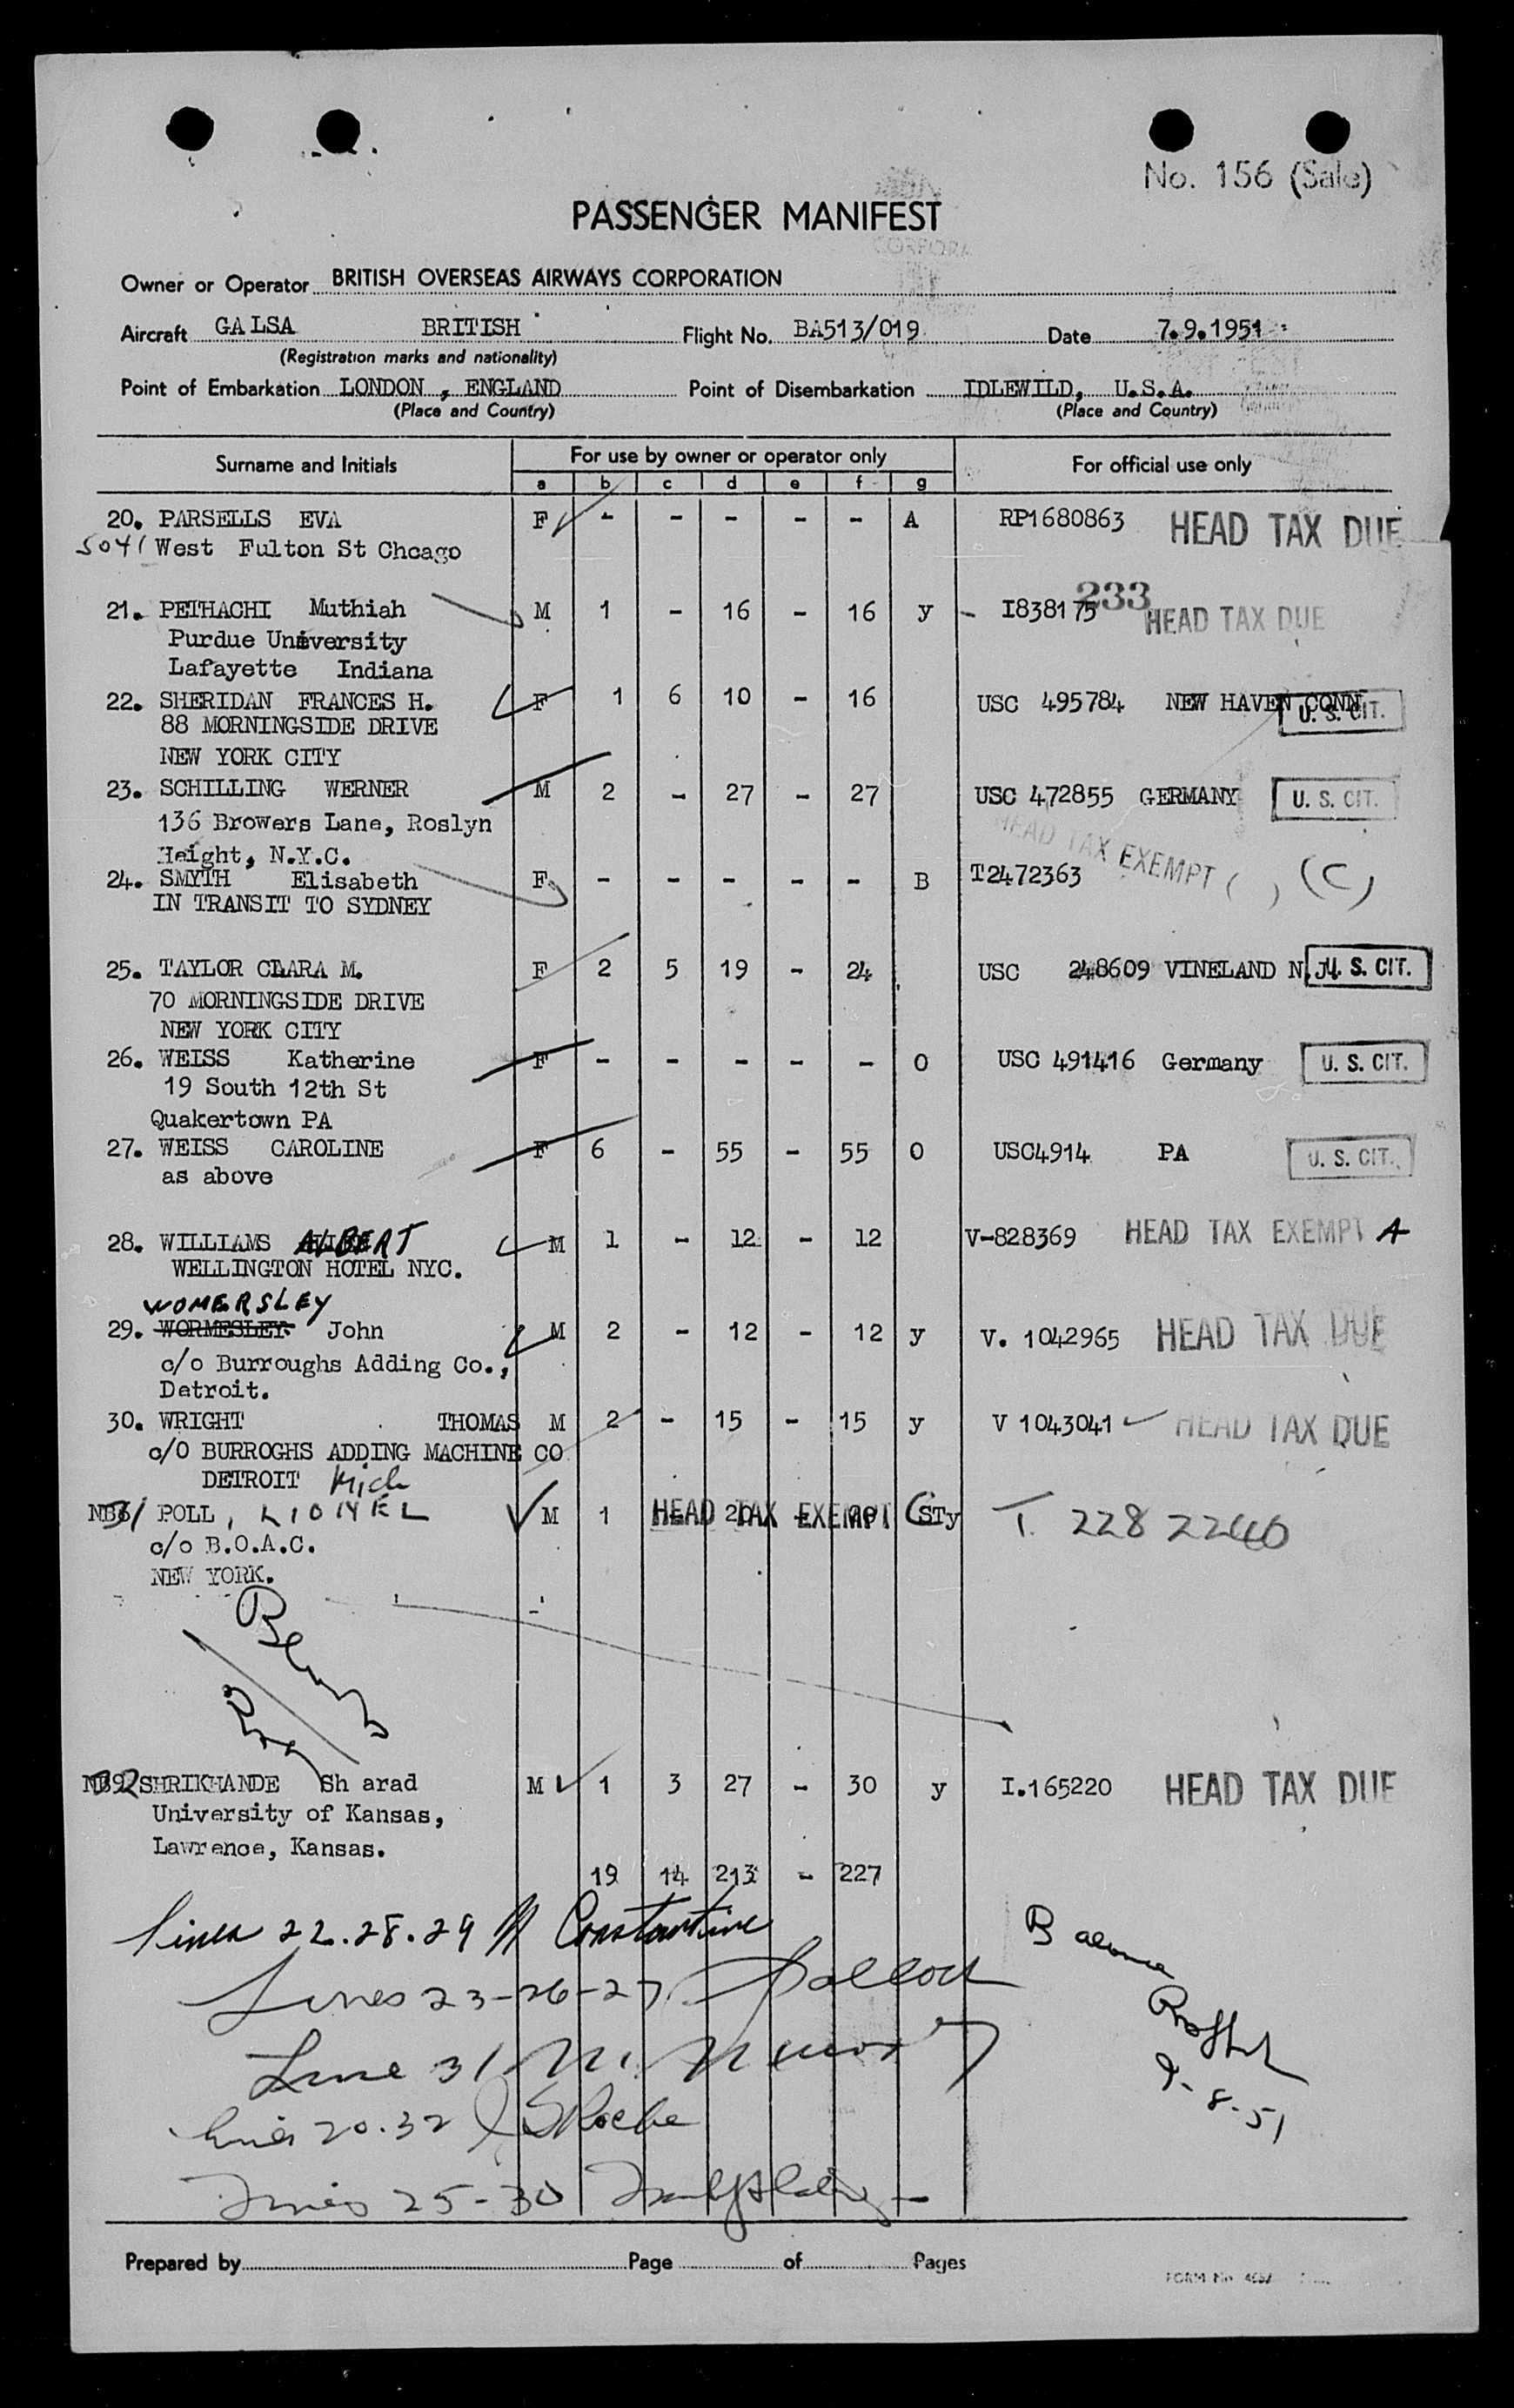 No. 156 (Sale)
PASSENGER MANIFEST
Owner or Operator BRITISH OVERSEAS AIRWAYS CORPORATION
Aircraft GALSA BRITISH Flight No. BA513/019 Date 7.9.1951
(Registration marks and nationality)
Point of Embarkation LONDON , ENGLAND Point of Disembarkation IDLEWILD, U.S.A.
(Place and Country) (Place and Country)
Surname and Initials For use by owner or operator only For official use only
a b c d e f g
20. PARSELLS EVA F - - - - - A RP1680863 HEAD TAX DUE
5041 West Fulton St Chcago
233
21. PETHACHI Muthiah M 1 - 16 - 16 y - I838175 HEAD TAX DUE
Purdue University
Lafayette Indiana
22. SHERIDAN FRANCES H. F 1 6 10 - 16 USC 495784 NEW HAVEN CONN U. S. CIT.
88 MORNINGSIDE DRIVE
NEW YORK CITY
23. SCHILLING WERNER M 2 - 27 - 27 USC 472855 GERMANY U. S. CIT.
136 Browers Lane, Roslyn
Height, N.Y.C.
HEAD TAX EXEMPT ( ) (C)
24. SMYTH Elisabeth F - - - - - B T2472363
IN TRANSIT TO SYDNEY
25. TAYLOR CLARA M. F 2 5 19 - 24 USC 248609 VINELAND N.J. U. S. CIT.
70 MORNINGSIDE DRIVE
NEW YORK CITY
26. WEISS Katherine F - - - - - O USC 491416 Germany U. S. CIT.
19 South 12th St
Quakertown PA
27. WEISS CAROLINE F 6 - 55 - 55 O USC4914 PA U. S. CIT.
as above
28. WILLIAMS ALBERT M 1 - 12 - 12 V-828369 HEAD TAX EXEMPT A
WELLINGTON HOTEL NYC.
WOMERSLEY
29. WORMESLEY John M 2 - 12 - 12 y V. 1042965 HEAD TAX DUE
c/o Burroughs Adding Co.,
Detroit.
30. WRIGHT THOMAS M 2 - 15 - 15 y V 1043041 HEAD TAX DUE
c/O BURROGHS ADDING MACHINE CO
DETROIT Mich
NB31 POLL, LIONEL M 1 - 20 - 20 STy HEAD TAX EXEMPT C T. 2282240
c/o B.O.A.C.
NEW YORK.
NB32 SHRIKHANDE Sh arad M 1 3 27 - 30 y I.165220 HEAD TAX DUE
University of Kansas,
Lawrence, Kansas.
19 14 213 - 227
lines 22.28.29 Constantine
Lines 23-26-27
Balance
Line 31
9-8-51
lines 20.32 Roche
Lines 25-30
Prepared by Page of Pages